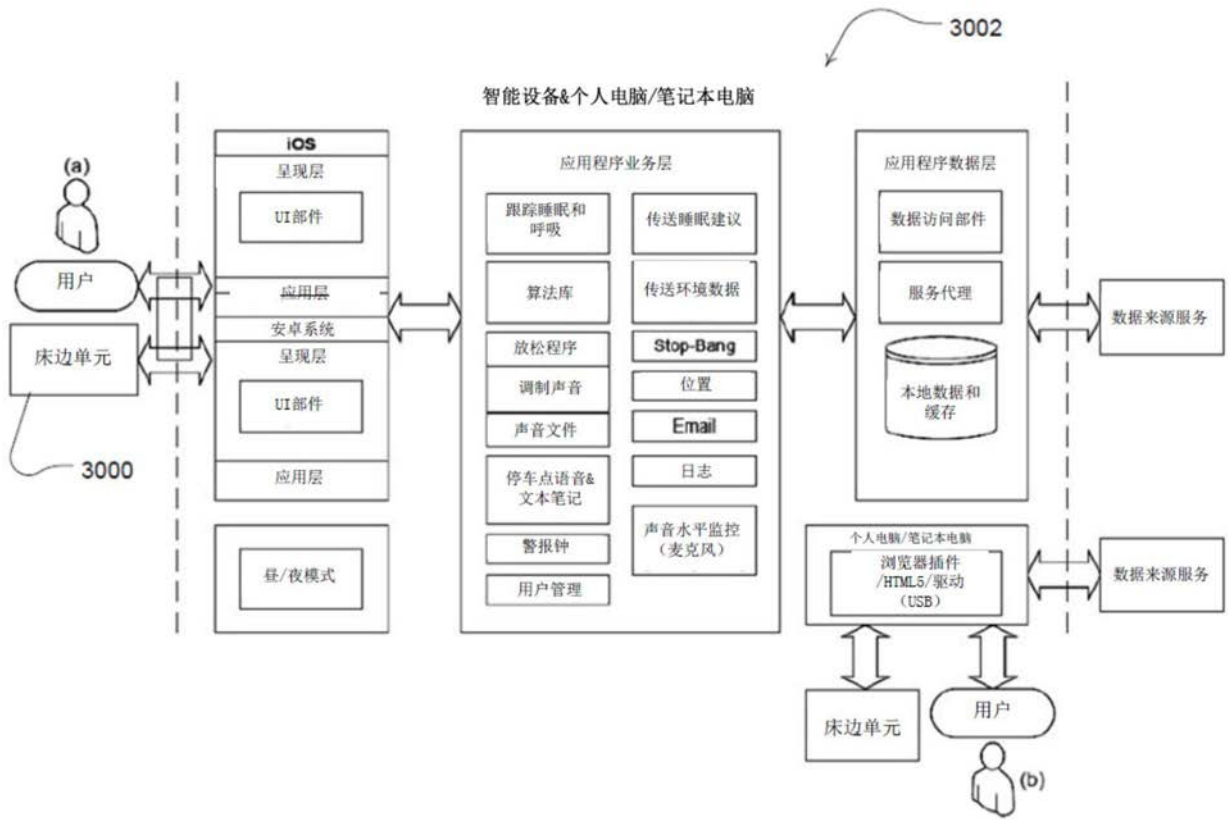 3002
智能设备&个人电脑/笔记本电脑
(a)
用户
床边单元
3000
iOS
呈现层
UI部件
应用层
安卓系统
呈现层
UI部件
应用层
昼/夜模式
应用程序业务层
跟踪睡眠和
呼吸
算法库
放松程序
调制声音
声音文件
停车点语音&
文本笔记
警报钟
用户管理
传送睡眠建议
传送环境数据
Stop-Bang
位置
Email
日志
声音水平监控
(麦克风)
应用程序数据层
数据访问部件
服务代理
本地数据和
缓存
个人电脑/笔记本电脑
浏览器插件
/HTML5/驱动
(USB)
数据来源服务
数据来源服务
床边单元
用户
(b)